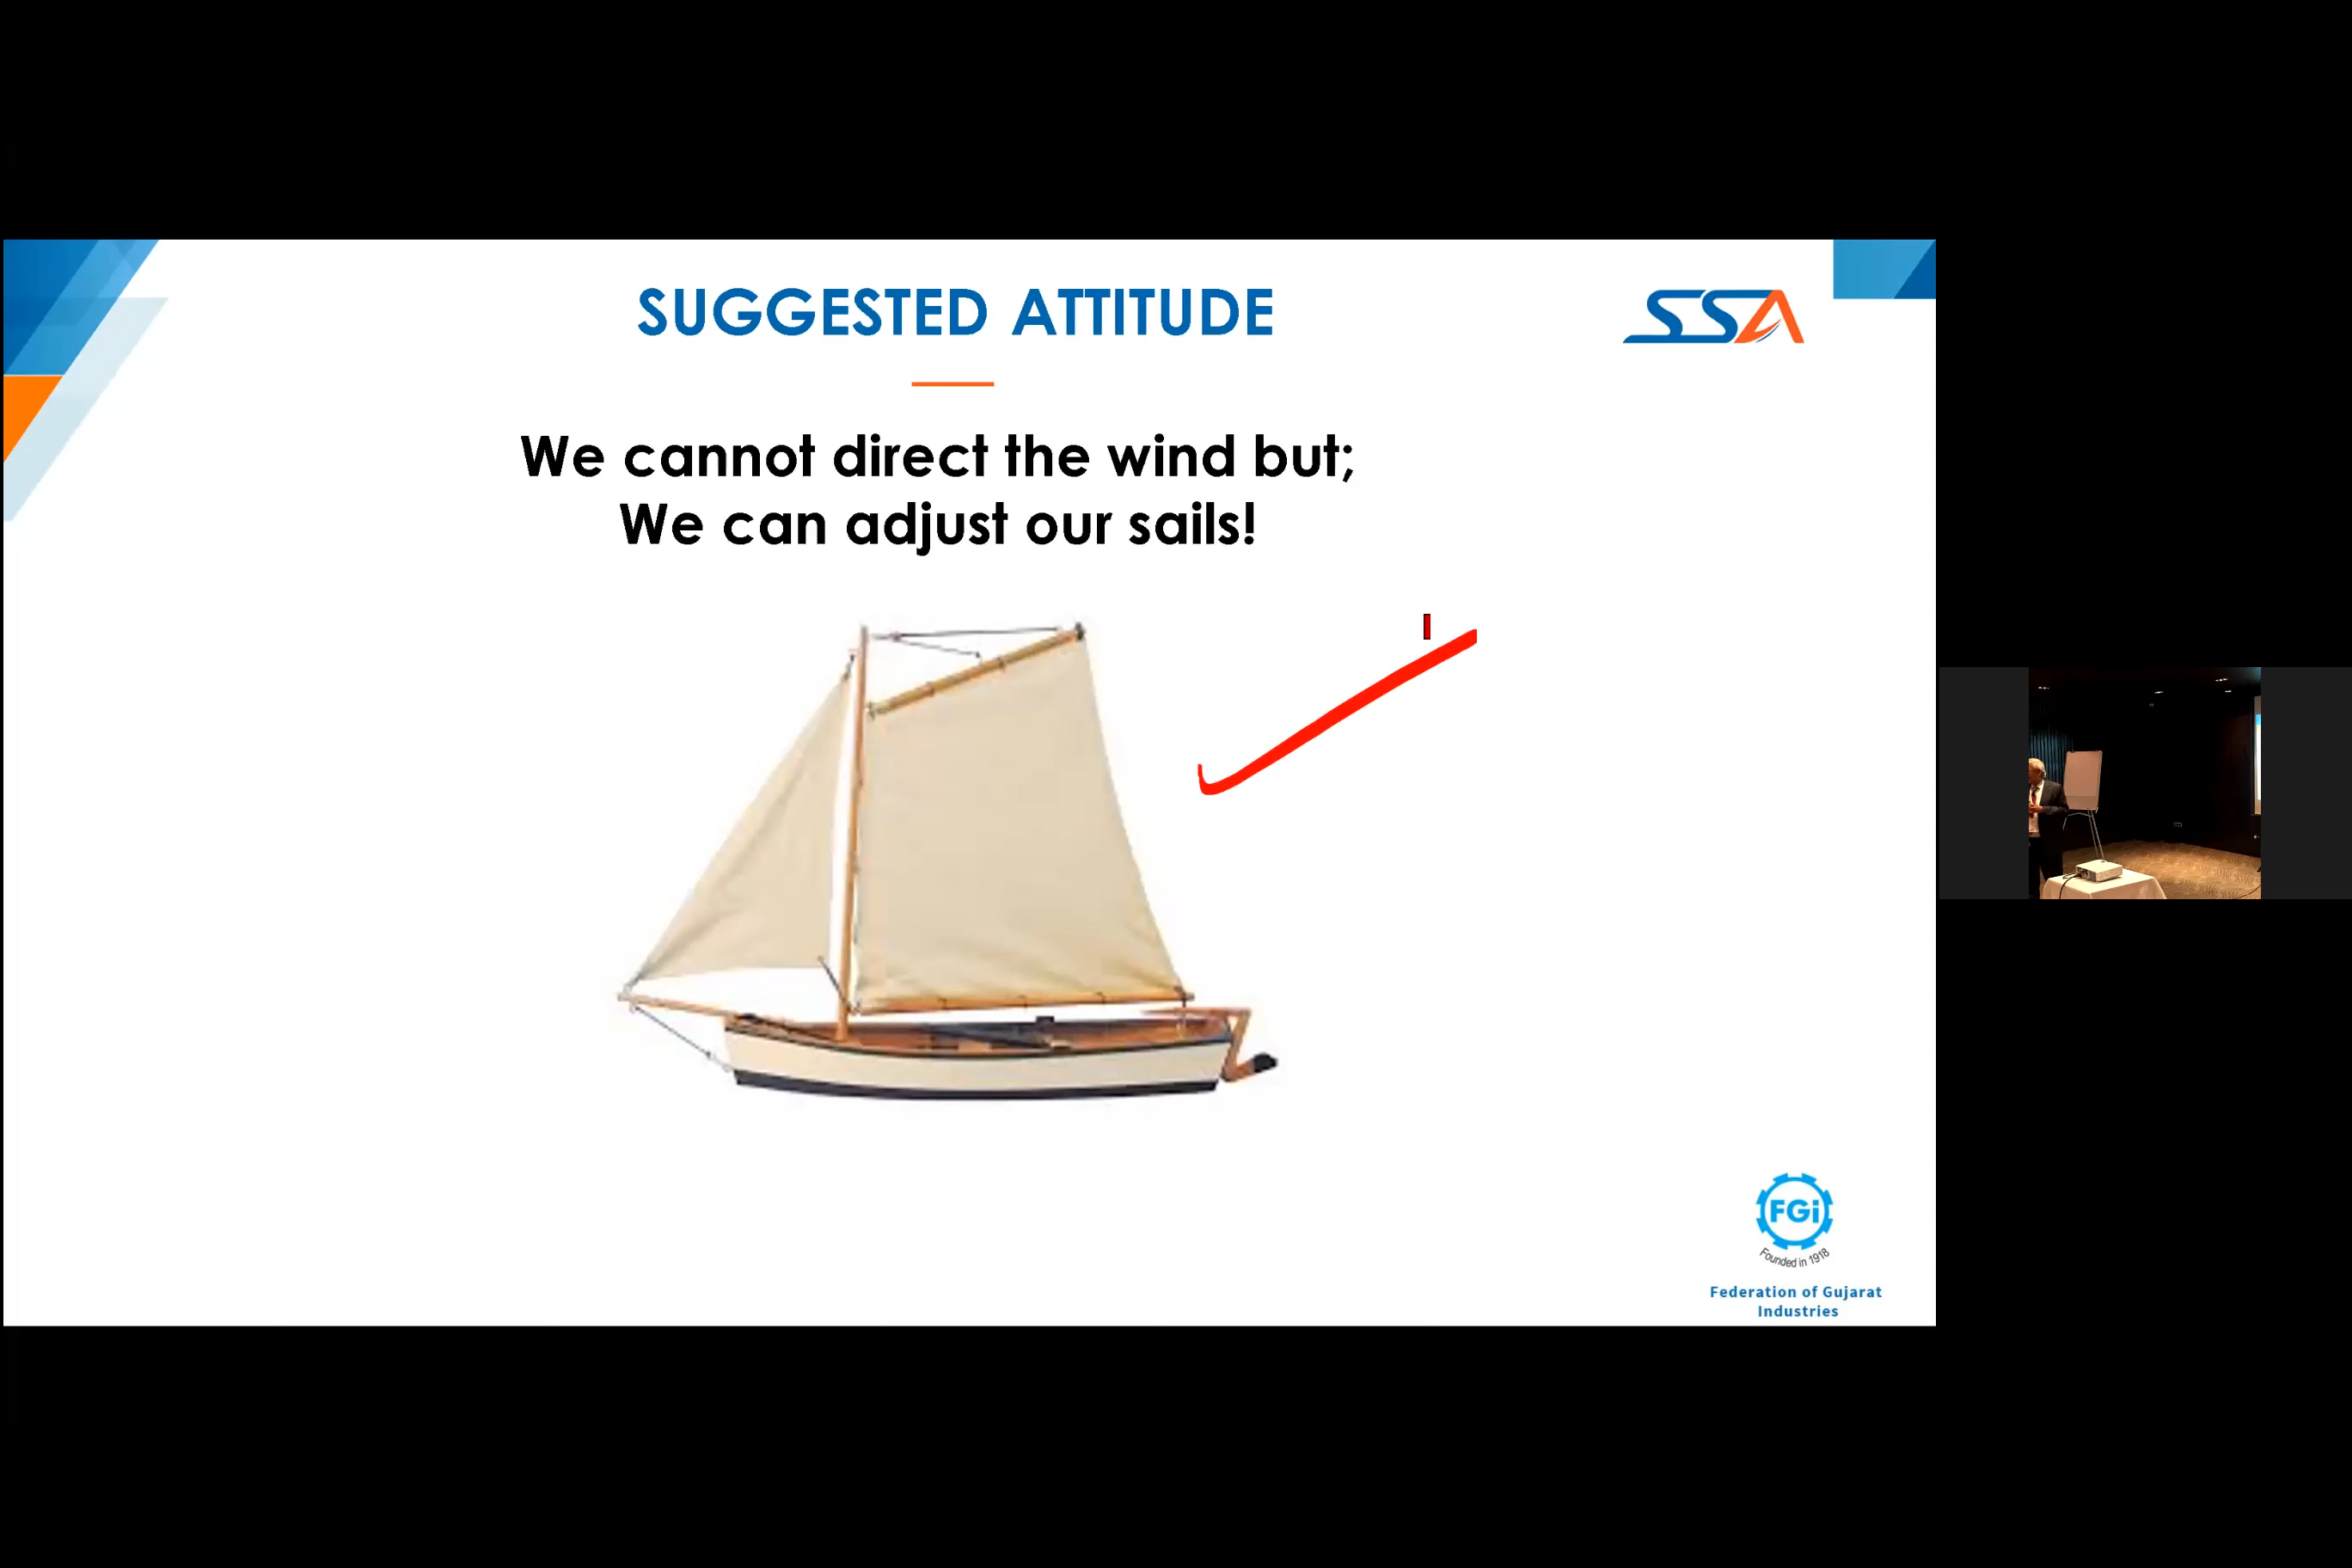 SUGGESTED ATTITUDE
SSA
We cannot direct the wind but;
We can adjust our sails!
FGi
Founded in 1918
Federation of Gujarat
Industries